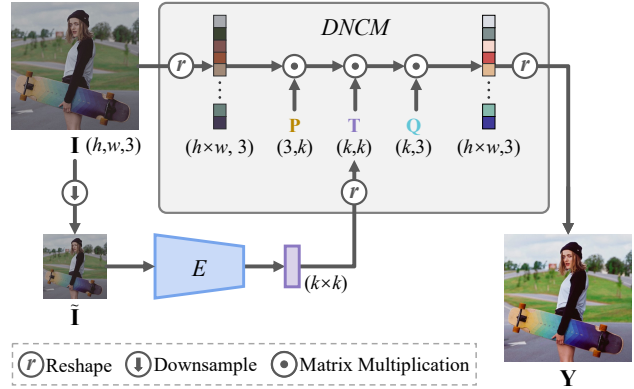 DNCM
r
r
P
T
Q
I (h,w,3)
(h×w, 3)
(3,k)
(k,k)
(k,3)
(h×w,3)
r
E
(k×k)
Ĩ
r Reshape
Downsample
Matrix Multiplication
Y